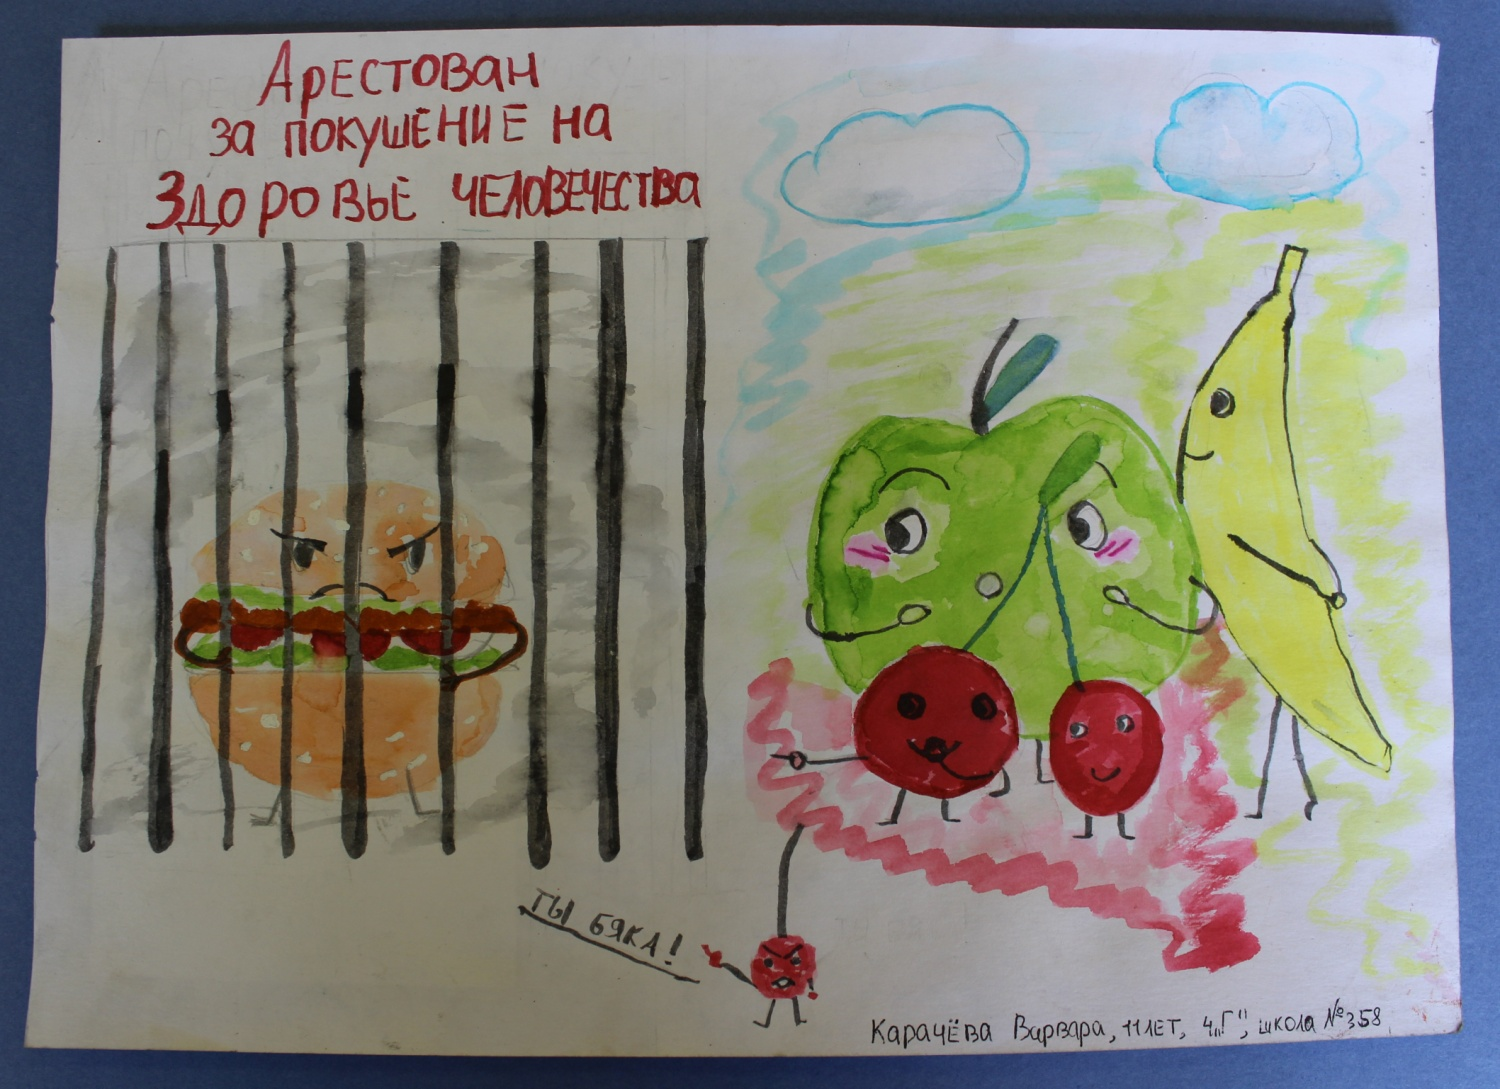 Арестован
за покушение на
Здоровье человечества
ты бяка!
Карачёва Варвара, 11 лет, 4 „Г", школа №358